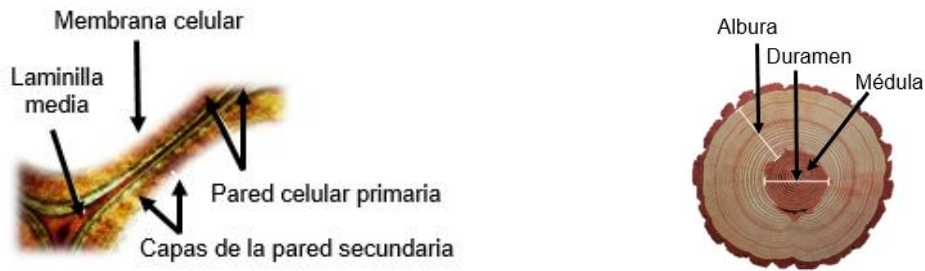 Membrana celular
Laminilla
media
Pared celular primaria
Capas de la pared secundaria
Albura
Duramen
Médula